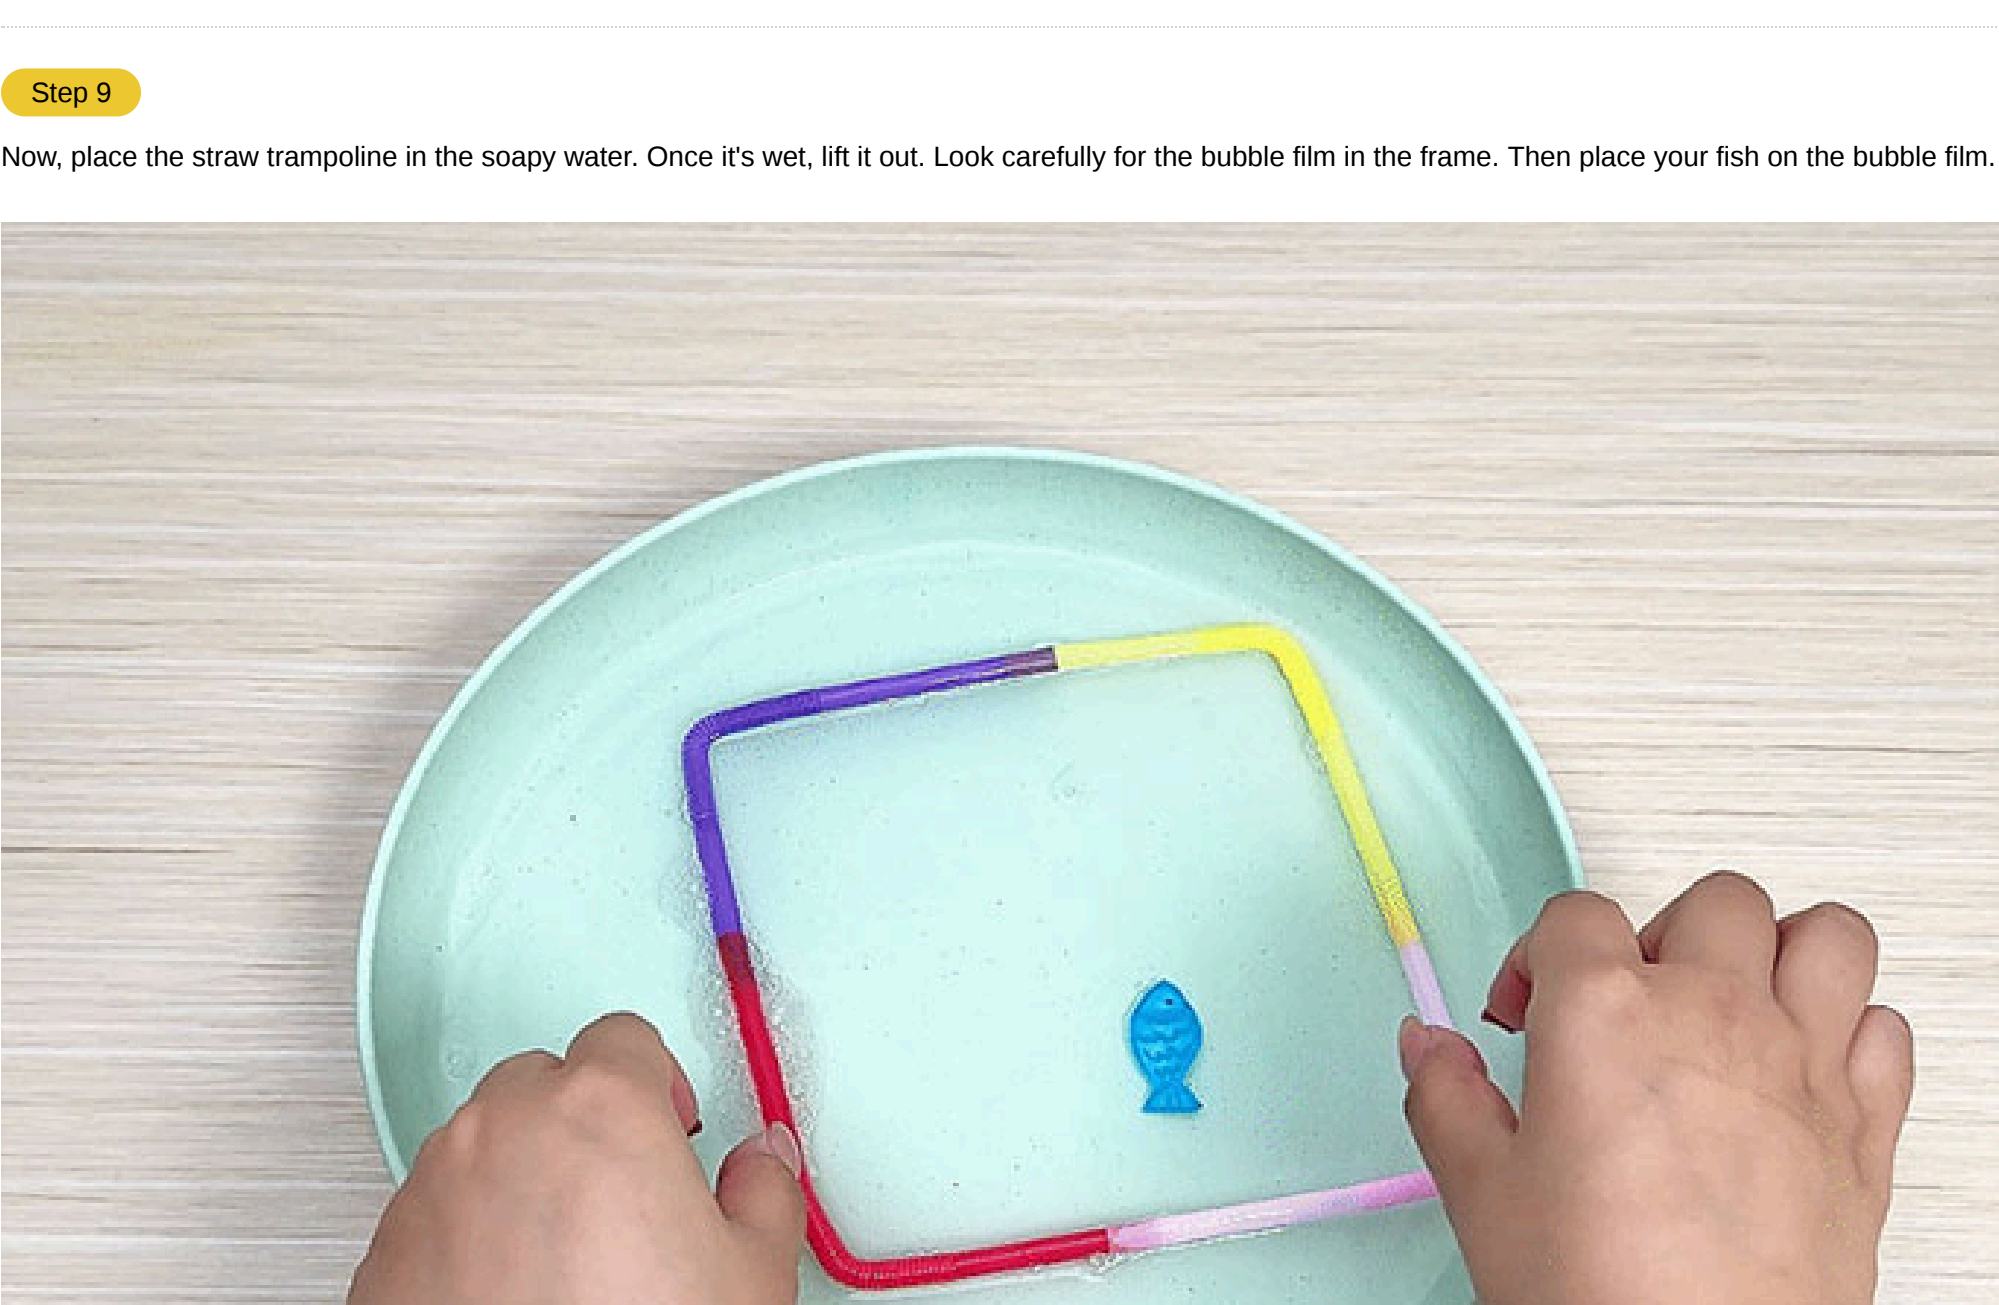 Step 9
Now, place the straw trampoline in the soapy water. Once it's wet, lift it out. Look carefully for the bubble film in the frame. Then place your fish on the bubble film.